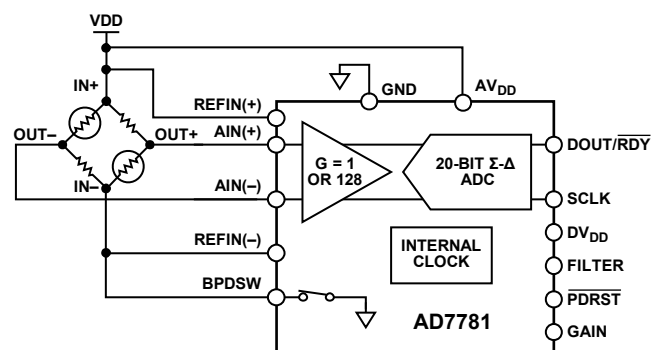 VDD
IN+
OUT–
OUT+
IN–
REFIN(+)
AIN(+)
AIN(–)
REFIN(–)
BPDSW
GND
AVDD
G = 1
OR 128
20-BIT Σ-Δ
ADC
INTERNAL
CLOCK
AD7781
DOUT/RDY
SCLK
DVDD
FILTER
PDRST
GAIN